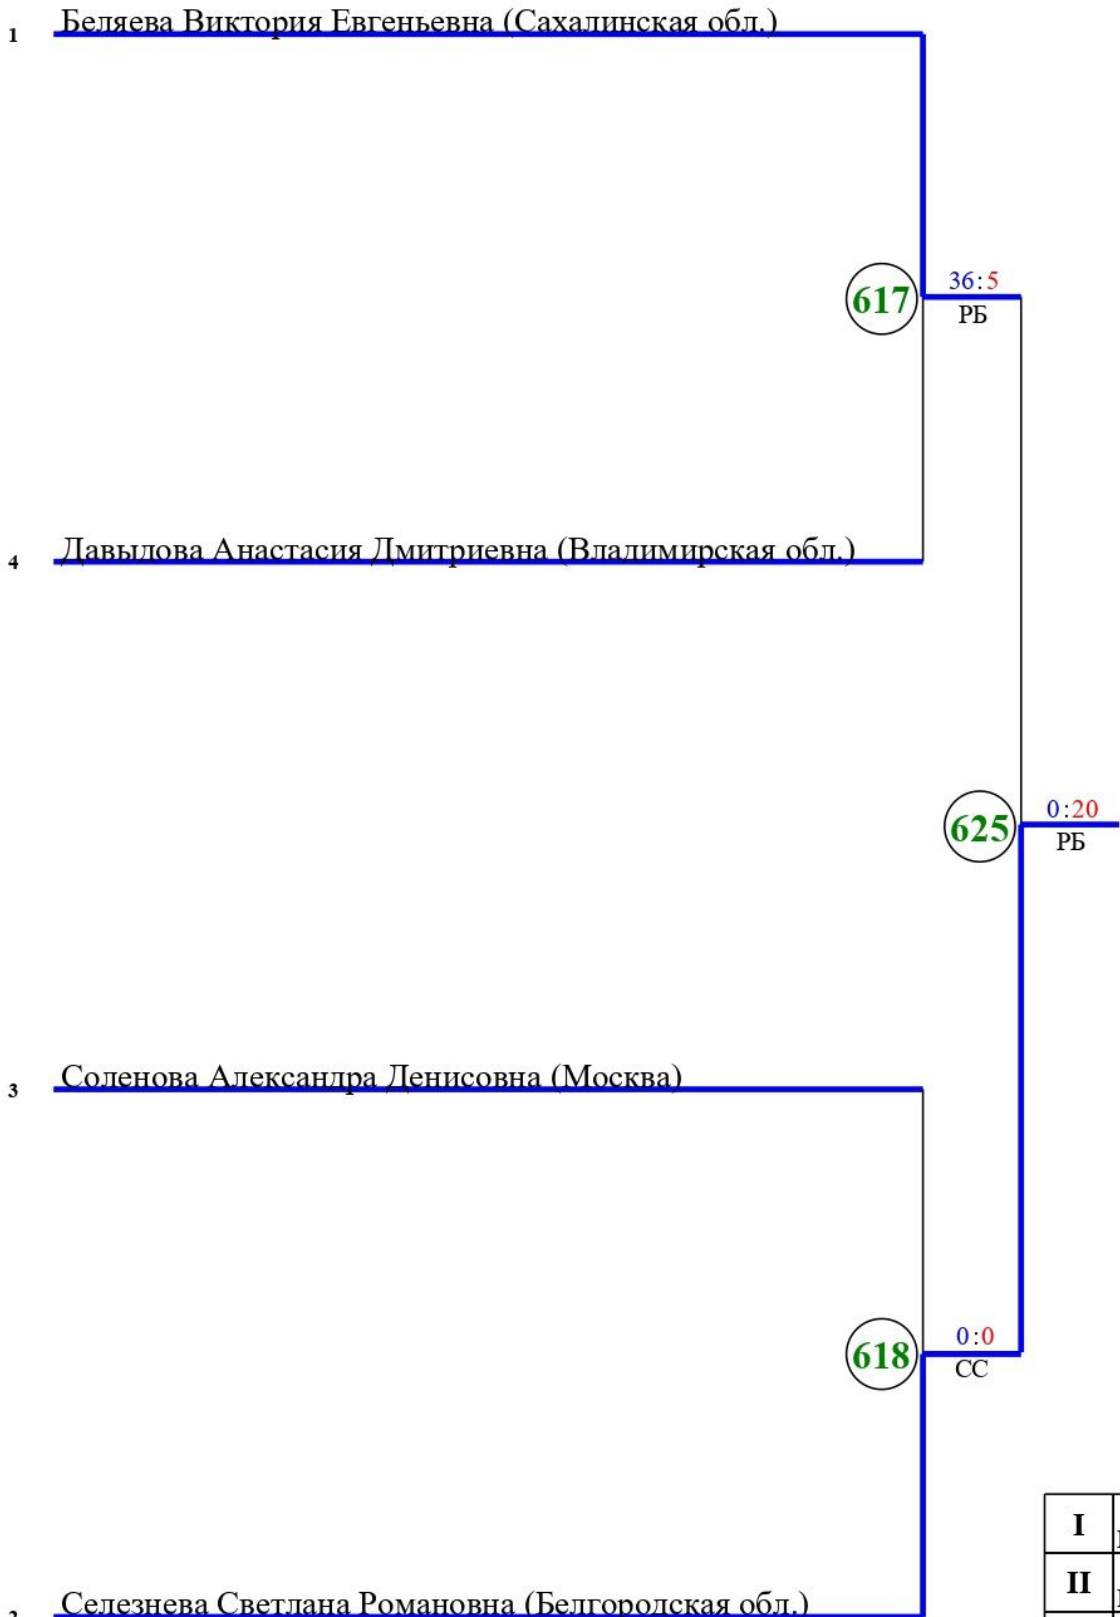 1 Беляева Виктория Евгеньевна (Сахалинская обл.)
617 36:5
РБ
4 Давыдова Анастасия Дмитриевна (Владимирская обл.)
625 0:20
РБ
3 Соленова Александра Денисовна (Москва)
618 0:0
СС
I
II
Селезнева Светлана Романовна (Белгородская обл.)